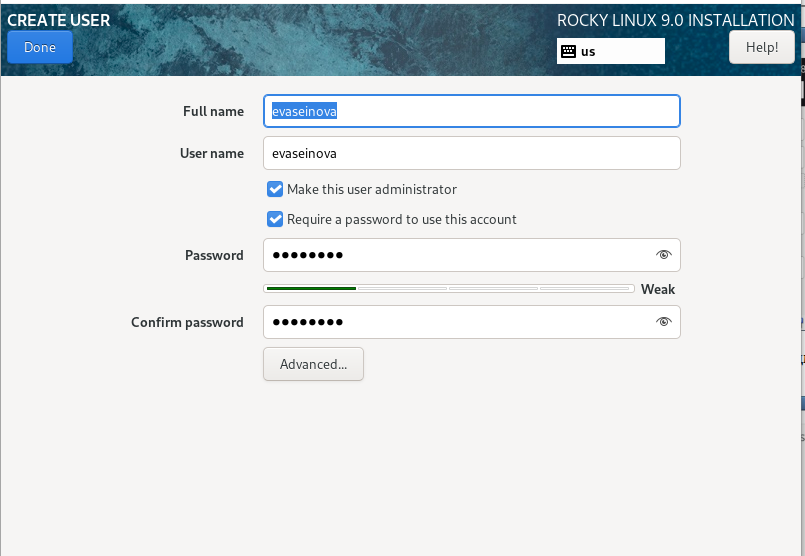 CREATE USER
ROCKY LINUX 9.0 INSTALLATION
Done
us
Help!
Full name
evaseinova
User name
evaseinova
Make this user administrator
Require a password to use this account
Password
●●●●●●●●
Weak
Confirm password
●●●●●●●●
Advanced...